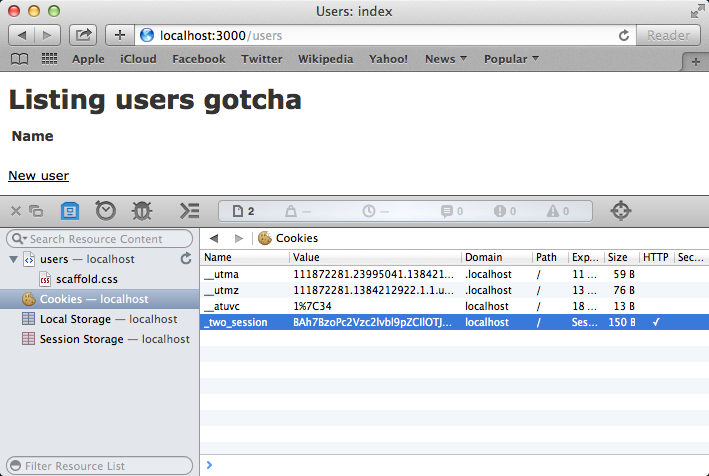 Users: index
localhost:3000/users
Reader
Apple iCloud Facebook Twitter Wikipedia Yahoo! News Popular
Listing users gotcha
Name
New user
2 — — 0 0 0
Search Resource Content
users — localhost
scaffold.css
Cookies — localhost
Local Storage — localhost
Session Storage — localhost
Filter Resource List
Cookies
Name Value Domain Path Exp... Size HTTP Sec...
__utma 111872281.23995041.138421... .localhost / 11 ... 59 B
__utmz 111872281.1384212922.1.1.u... .localhost / 13 ... 76 B
__atuvc 1%7C34 localhost / 18 ... 13 B
_two_session localhost / Ses... 150 B ✓